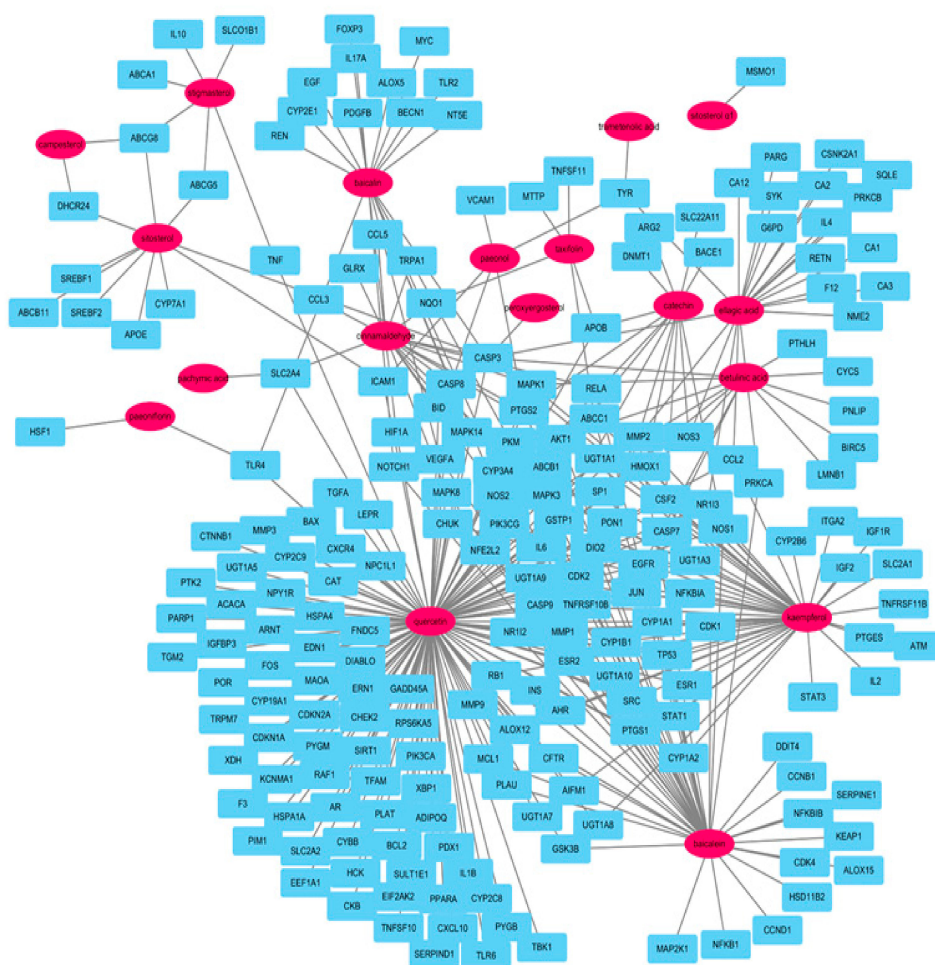 FOXP3
IL10
SLCO1B1
MYC
IL17A
ABCA1
EGF
ALOX5
TLR2
MSMO1
stigmasterol
CYP2E1
PDGFB
BECN1
NT5E
sitosterol α1
REN
trametenolic acid
campesterol
ABCG8
PARG
CSNK2A1
TNFSF11
CA12
CA2
SQLE
baicalin
ABCG5
MTTP
TYR
SYK
PRKCB
DHCR24
VCAM1
SLC22A11
G6PD
IL4
ARG2
sitosterol
CCL5
paeonol
taxifolin
DNMT1
BACE1
CA1
TNF
GLRX
TRPA1
RETN
SREBF1
CYP7A1
CCL3
NQO1
peroxyergosterol
catechin
ellagic acid
F12
CA3
ABCB11
SREBF2
NME2
APOE
cinnamaldehyde
APOB
PTHLH
CASP3
pachymic acid
SLC2A4
ICAM1
CASP8
MAPK1
RELA
betulinic acid
CYCS
BID
PTGS2
ABCC1
PNLIP
paeoniflorin
HSF1
HIF1A
MAPK14
PKM
AKT1
MMP2
NOS3
BIRC5
TLR4
NOTCH1
VEGFA
CYP3A4
ABCB1
UGT1A1
HMOX1
CCL2
LMNB1
PRKCA
TGFA
MAPK8
NOS2
MAPK3
SP1
CSF2
NR1I3
LEPR
BAX
CHUK
PIK3CG
GSTP1
PON1
CASP7
NOS1
ITGA2
CTNNB1
MMP3
CXCR4
NFE2L2
IL6
DIO2
CYP2B6
IGF1R
CYP2C9
NPC1L1
EGFR
UGT1A3
IGF2
SLC2A1
UGT1A5
CAT
UGT1A9
CDK2
PTK2
NPY1R
JUN
NFKBIA
ACACA
HSPA4
quercetin
CASP9
TNFRSF10B
kaempferol
TNFRSF11B
PARP1
ARNT
FNDC5
NR1I2
MMP1
CYP1B1
CYP1A1
CDK1
IGFBP3
EDN1
PTGES
ATM
TGM2
FOS
DIABLO
ESR2
TP53
IL2
POR
MAOA
RB1
UGT1A10
ESR1
STAT3
CYP19A1
ERN1
GADD45A
INS
TRPM7
CDKN2A
MMP9
AHR
SRC
STAT1
CHEK2
RPS6KA5
ALOX12
CDKN1A
PYGM
PTGS1
XDH
SIRT1
PIK3CA
MCL1
CFTR
CYP1A2
DDIT4
KCNMA1
RAF1
TFAM
XBP1
PLAU
AIFM1
CCNB1
F3
HSPA1A
AR
PLAT
ADIPOQ
UGT1A7
NFKBIB
SERPINE1
PIM1
CYBB
UGT1A8
baicalein
KEAP1
SLC2A2
BCL2
PDX1
GSK3B
CDK4
ALOX15
EEF1A1
HCK
SULT1E1
IL1B
HSD11B2
CKB
EIF2AK2
PPARA
CYP2C8
CCND1
TNFSF10
CXCL10
PYGB
MAP2K1
NFKB1
SERPIND1
TLR6
TBK1